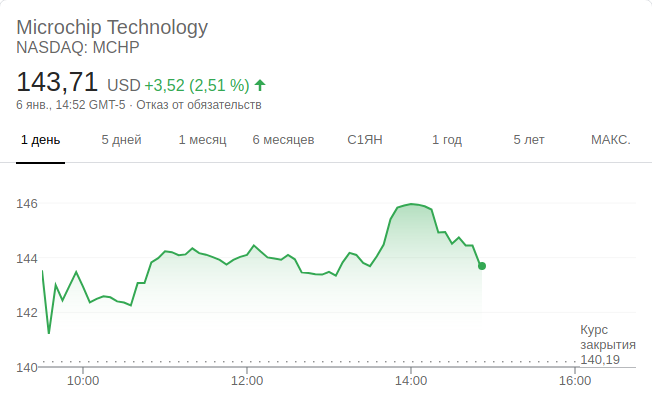 Microchip Technology
NASDAQ: MCHP
143,71 USD +3,52 (2,51 %)
6 янв., 14:52 GMT-5 · Отказ от обязательств
1 день 5 дней 1 месяц 6 месяцев С1ЯН 1 год 5 лет МАКС.
146
144
142
Курс
закрытия
140,19
140
10:00 12:00 14:00 16:00